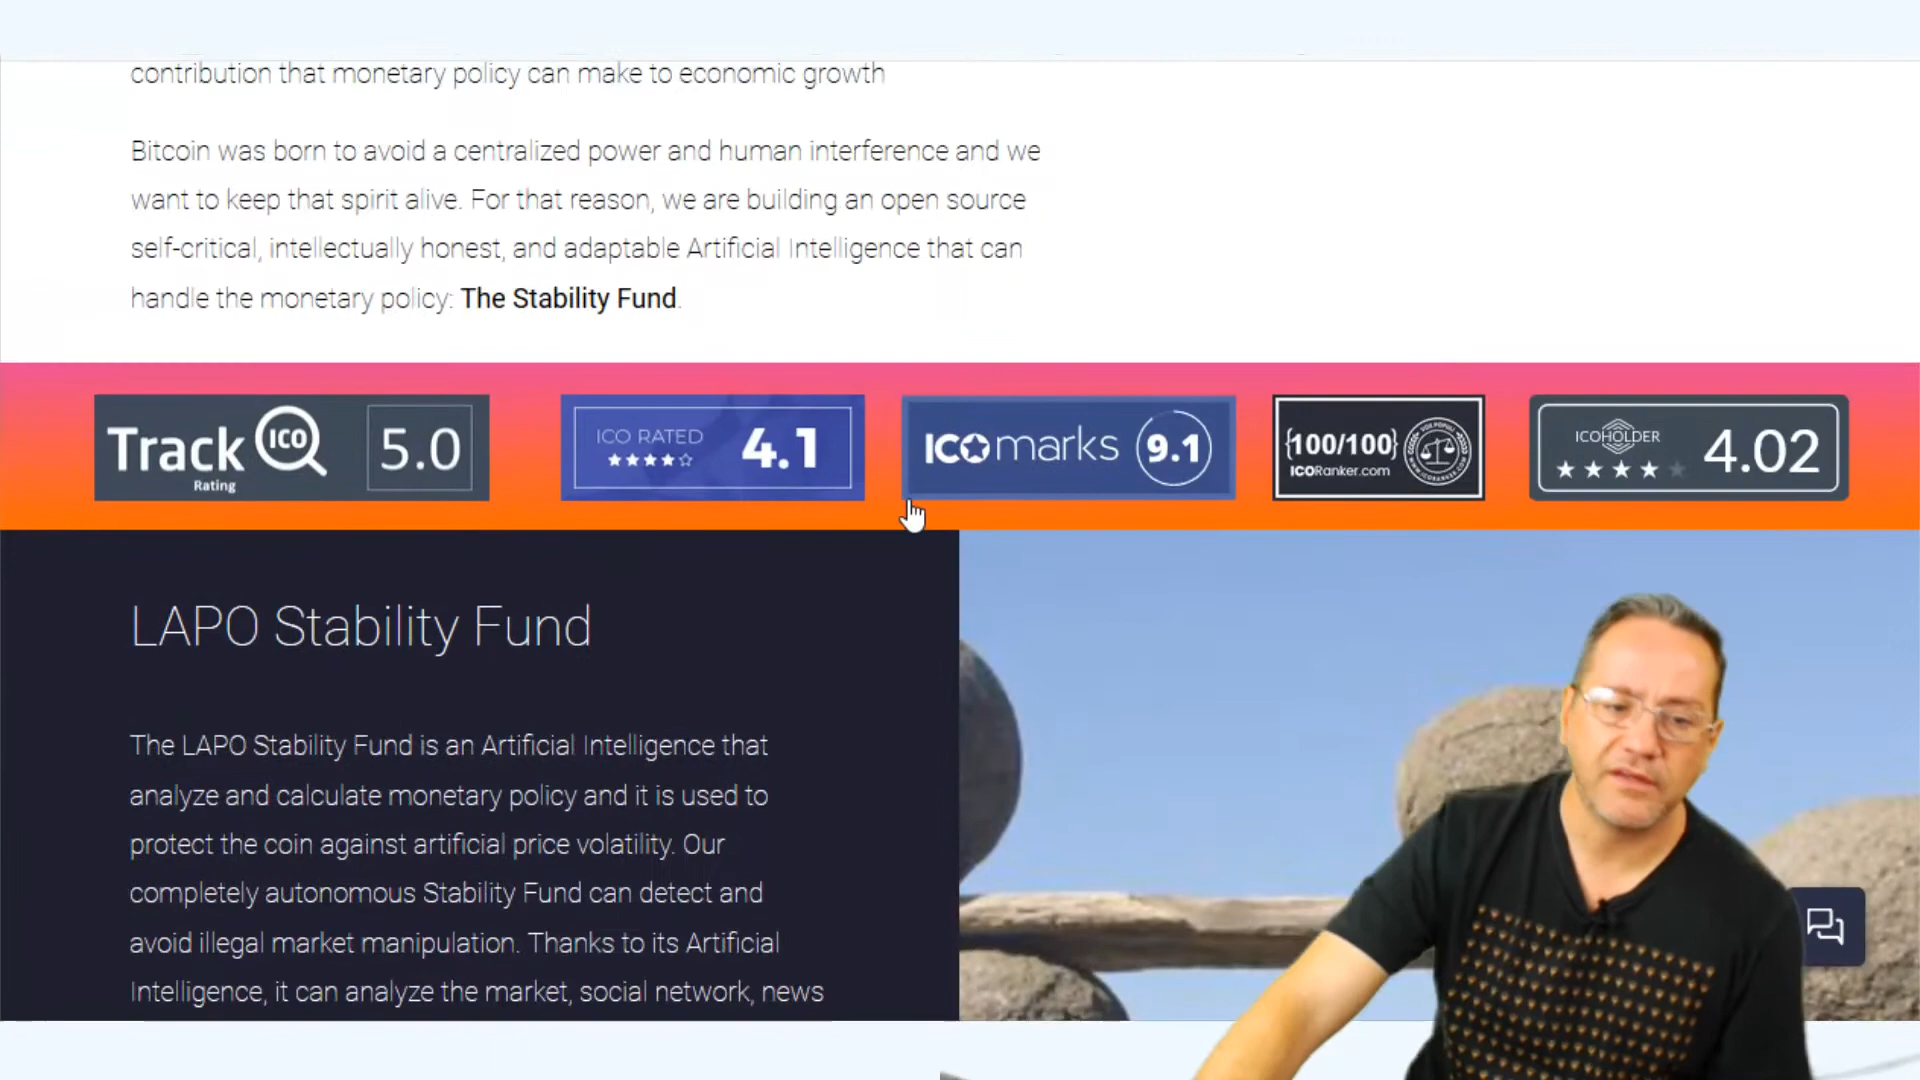 contribution that monetary policy can make to economic growth
Bitcoin was born to avoid a centralized power and human interference and we
want to keep that spirit alive. For that reason, we are building an open source
self-critical, intellectually honest, and adaptable Artificial Intelligence that can
handle the monetary policy: The Stability Fund.
Track ICO 5.0
Rating
ICO RATED 4.1
ICOmarks 9.1
{100/100}
ICORanker.com
ICOHOLDER 4.02
LAPO Stability Fund
The LAPO Stability Fund is an Artificial Intelligence that
analyze and calculate monetary policy and it is used to
protect the coin against artificial price volatility. Our
completely autonomous Stability Fund can detect and
avoid illegal market manipulation. Thanks to its Artificial
Intelligence, it can analyze the market, social network, news